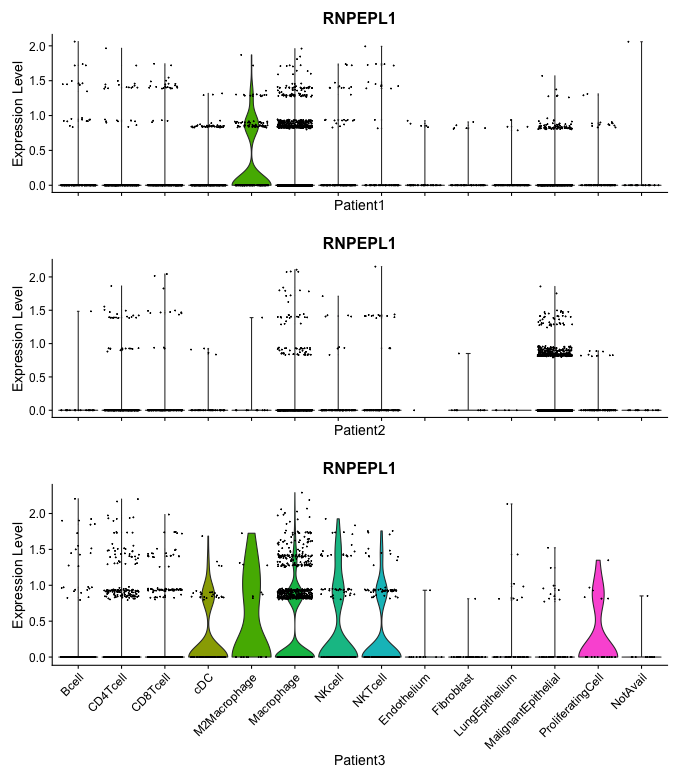 RNPEPL1
Expression Level
2.0
1.5
1.0
0.5
0.0
Patient1
RNPEPL1
Expression Level
2.0
1.5
1.0
0.5
0.0
Patient2
RNPEPL1
Expression Level
2.0
1.5
1.0
0.5
0.0
Bcell
CD4Tcell
CD8Tcell
cDC
M2Macrophage
Macrophage
NKcell
NKTcell
Endothelium
Fibroblast
LungEpithelium
MalignantEpithelial
ProliferatingCell
NotAvail
Patient3